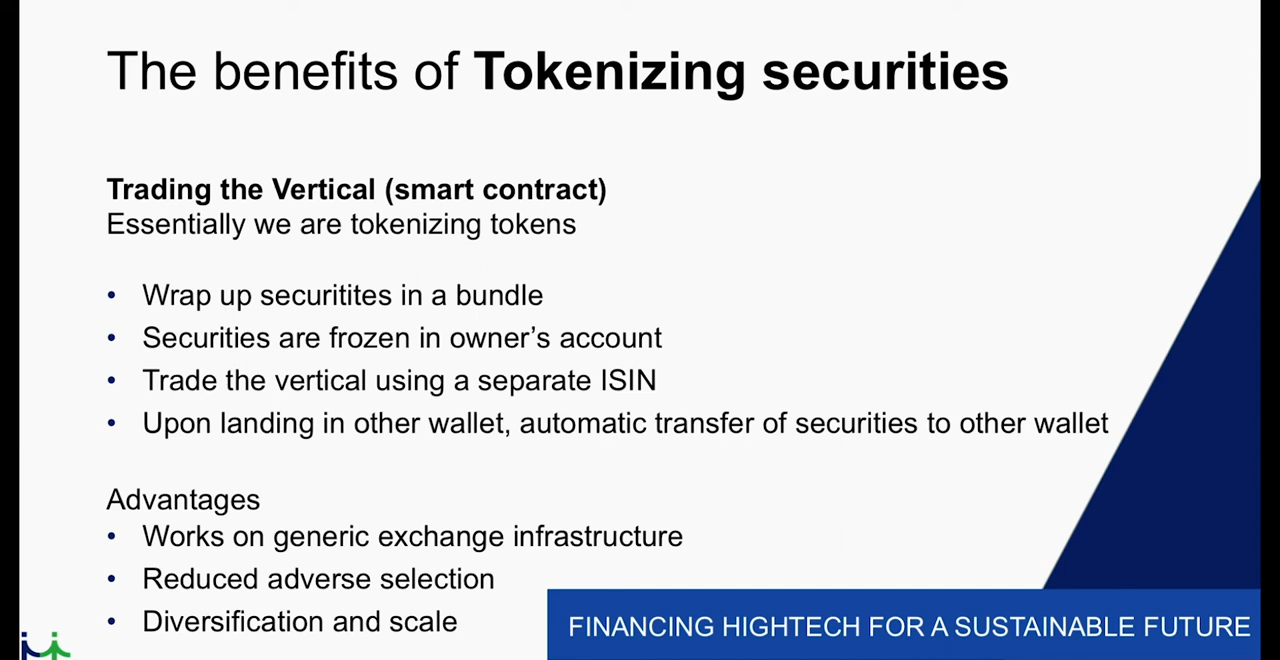 The benefits of Tokenizing securities
Trading the Vertical (smart contract)
Essentially we are tokenizing tokens
• Wrap up securitites in a bundle
• Securities are frozen in owner’s account
• Trade the vertical using a separate ISIN
• Upon landing in other wallet, automatic transfer of securities to other wallet
Advantages
• Works on generic exchange infrastructure
• Reduced adverse selection
• Diversification and scale
FINANCING HIGHTECH FOR A SUSTAINABLE FUTURE